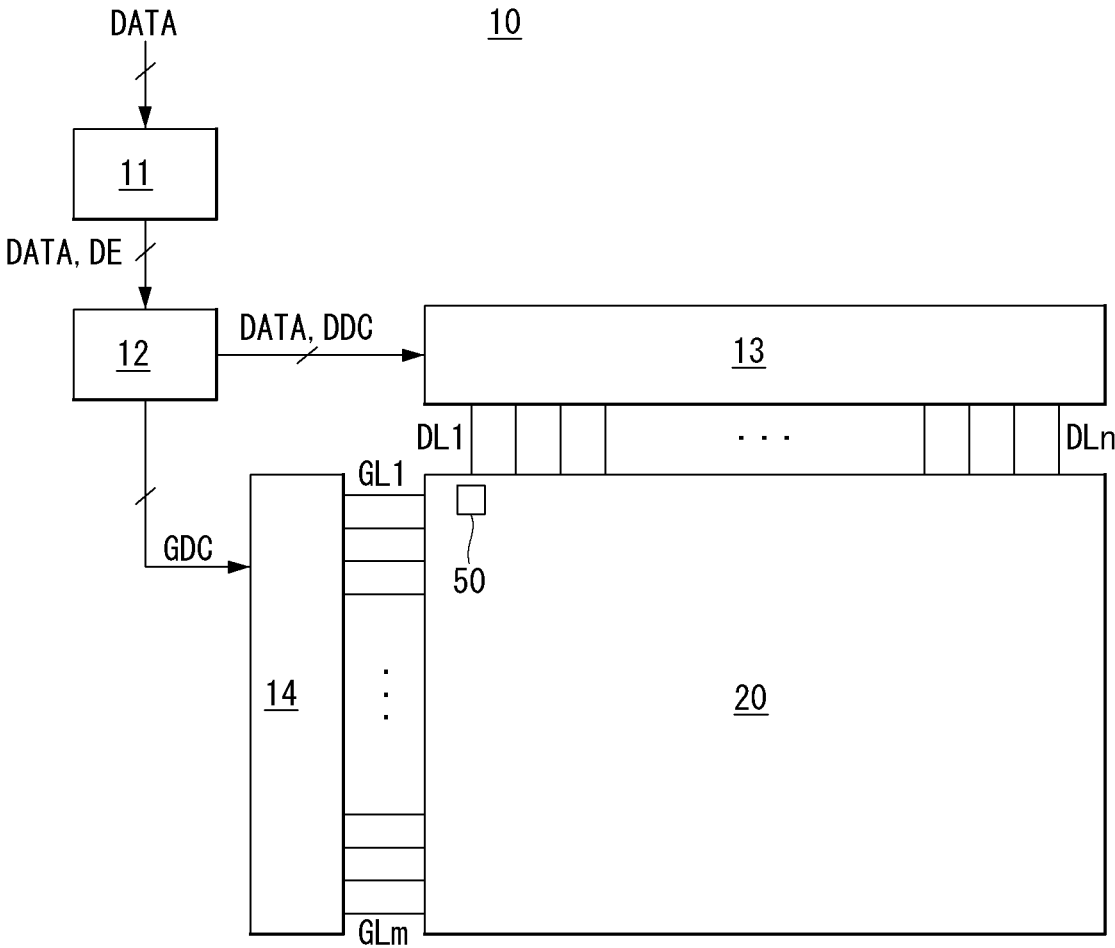 DATA
10
11
DATA, DE
12
DATA, DDC
13
DL1
...
DLn
GL1
50
GDC
14
20
GLm